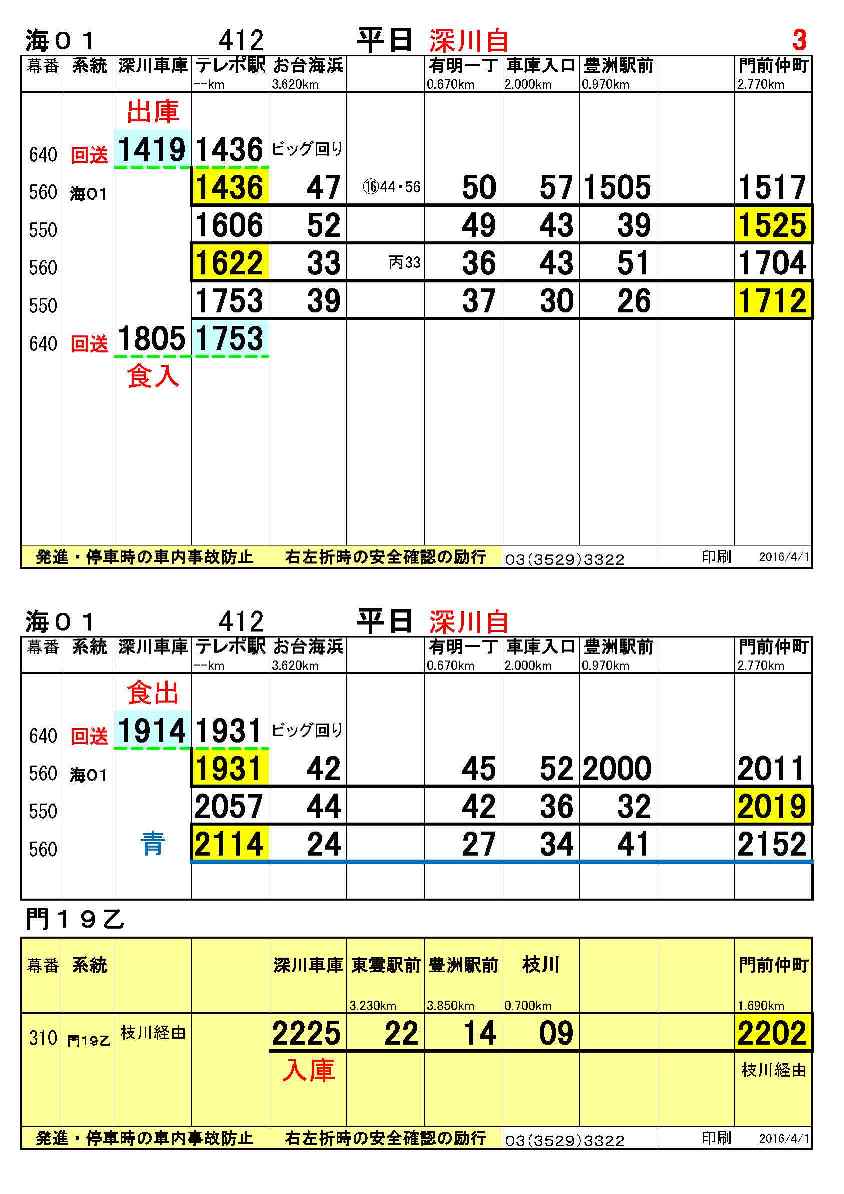 海０１ 412 平日 深川自 3
幕番 系統 深川車庫 テレポ駅 お台海浜 有明一丁 車庫入口 豊洲駅前 門前仲町
--km 3.620km 0.670km 2.000km 0.970km 2.770km
出庫
640 回送 1419 1436 ビッグ回り
560 海01 1436 47 ⑯44・56 50 57 1505 1517
550 1606 52 49 43 39 1525
560 1622 33 丙33 36 43 51 1704
550 1753 39 37 30 26 1712
640 回送 1805 1753
食入
発進・停車時の車内事故防止 右左折時の安全確認の励行 03(3529)3322 印刷 2016/4/1
海０１ 412 平日 深川自
幕番 系統 深川車庫 テレポ駅 お台海浜 有明一丁 車庫入口 豊洲駅前 門前仲町
--km 3.620km 0.670km 2.000km 0.970km 2.770km
食出
640 回送 1914 1931 ビッグ回り
560 海01 1931 42 45 52 2000 2011
550 2057 44 42 36 32 2019
560 青 2114 24 27 34 41 2152
門１９乙
幕番 系統 深川車庫 東雲駅前 豊洲駅前 枝川 門前仲町
3.230km 3.850km 0.700km 1.690km
310 門19乙 枝川経由 2225 22 14 09 2202
入庫 枝川経由
発進・停車時の車内事故防止 右左折時の安全確認の励行 03(3529)3322 印刷 2016/4/1